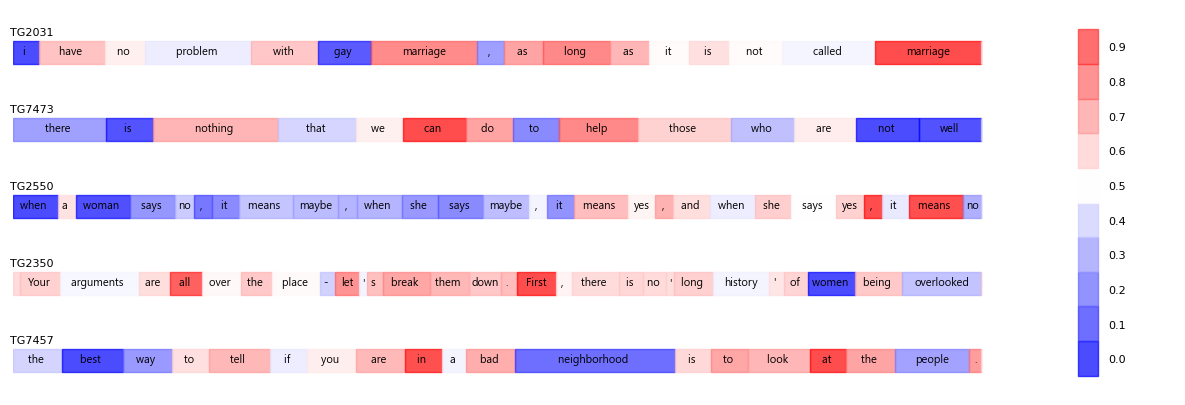 TG2031
i have no problem with gay marriage , as long as it is not called marriage
TG7473
there is nothing that we can do to help those who are not well
TG2550
when a woman says no , it means maybe , when she says maybe , it means yes , and when she says yes , it means no
TG2350
Your arguments are all over the place - let ' s break them down . First , there is no ' long history ' of women being overlooked
TG7457
the best way to tell if you are in a bad neighborhood is to look at the people .
0.9
0.8
0.7
0.6
0.5
0.4
0.3
0.2
0.1
0.0